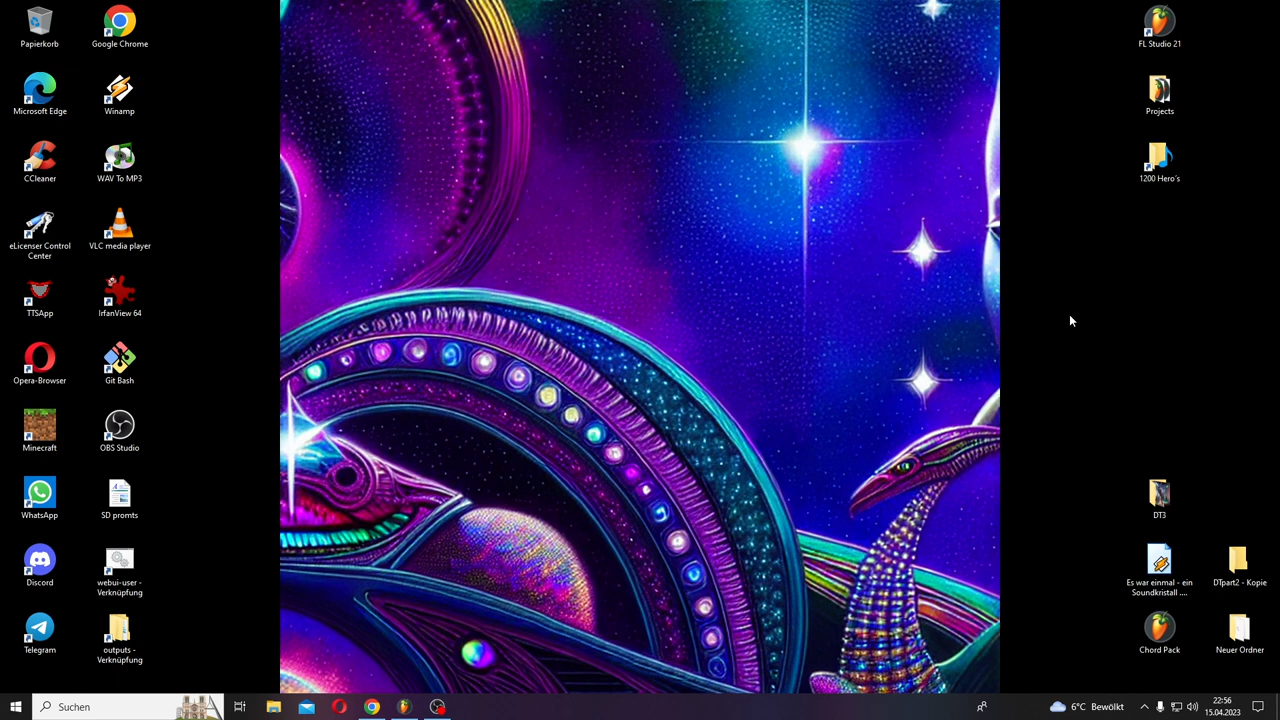 Papierkorb
Google Chrome
Microsoft Edge
Winamp
CCleaner
WAV To MP3
eLicenser Control
Center
VLC media player
TTSApp
IrfanView 64
Opera-Browser
Git Bash
Minecraft
OBS Studio
WhatsApp
SD promts
Discord
webui-user -
Verknüpfung
Telegram
outputs -
Verknüpfung
FL Studio 21
Projects
1200 Hero´s
DT3
Es war einmal - ein
Soundkristall ....
DTpart2 - Kopie
Chord Pack
Neuer Ordner
Suchen
6°C Bewölkt
22:56
15.04.2023